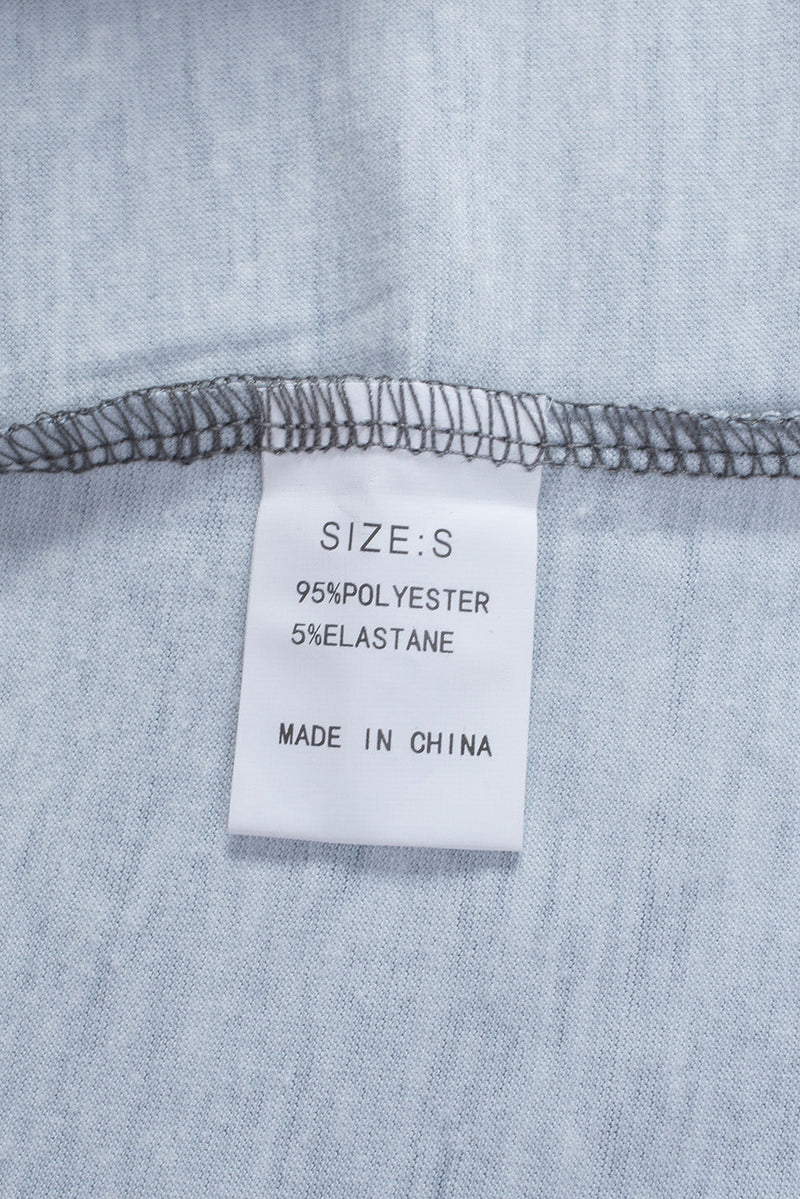 SIZE:S
95%POLYESTER
5%ELASTANE
MADE IN CHINA